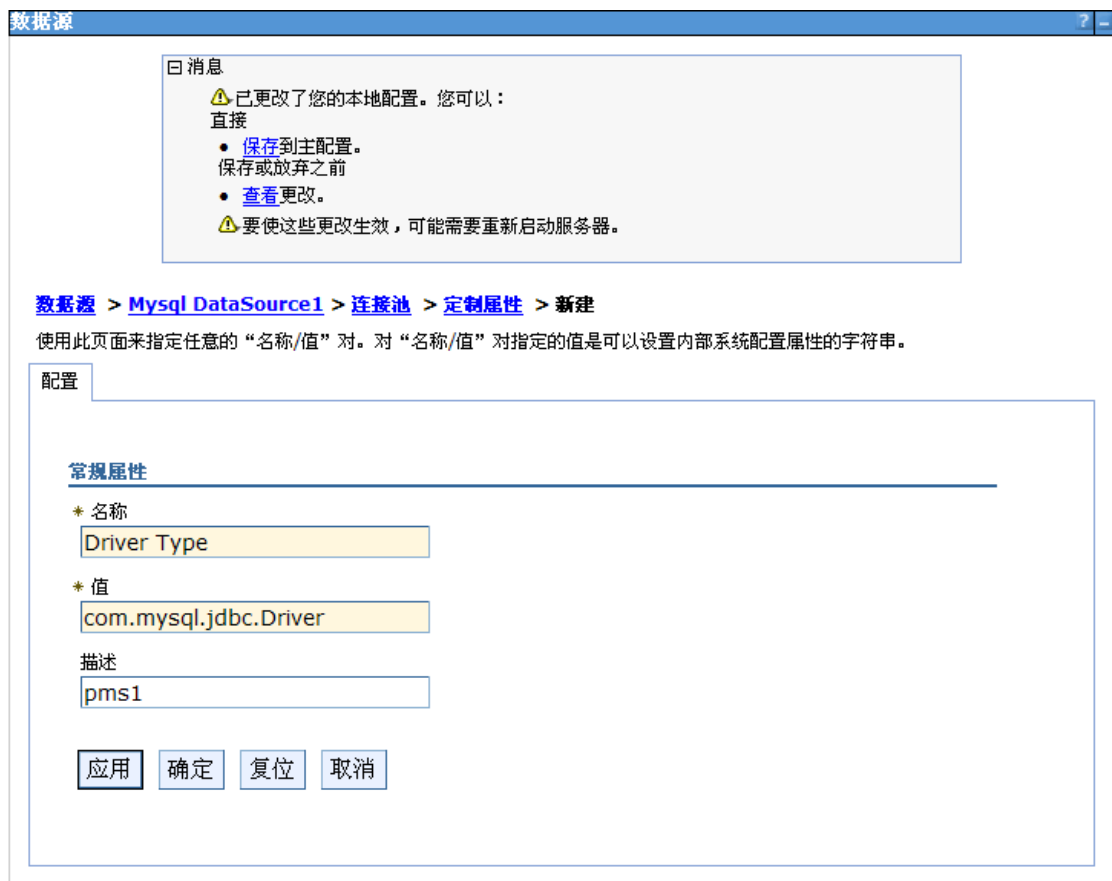 数据源 ? –
消息
已更改了您的本地配置。您可以：
直接
• 保存到主配置。
保存或放弃之前
• 查看更改。
要使这些更改生效，可能需要重新启动服务器。
数据源 > Mysql DataSource1 > 连接池 > 定制属性 > 新建
使用此页面来指定任意的“名称/值”对。对“名称/值”对指定的值是可以设置内部系统配置属性的字符串。
配置
常规属性
* 名称
Driver Type
* 值
com.mysql.jdbc.Driver
描述
pms1
应用 确定 复位 取消